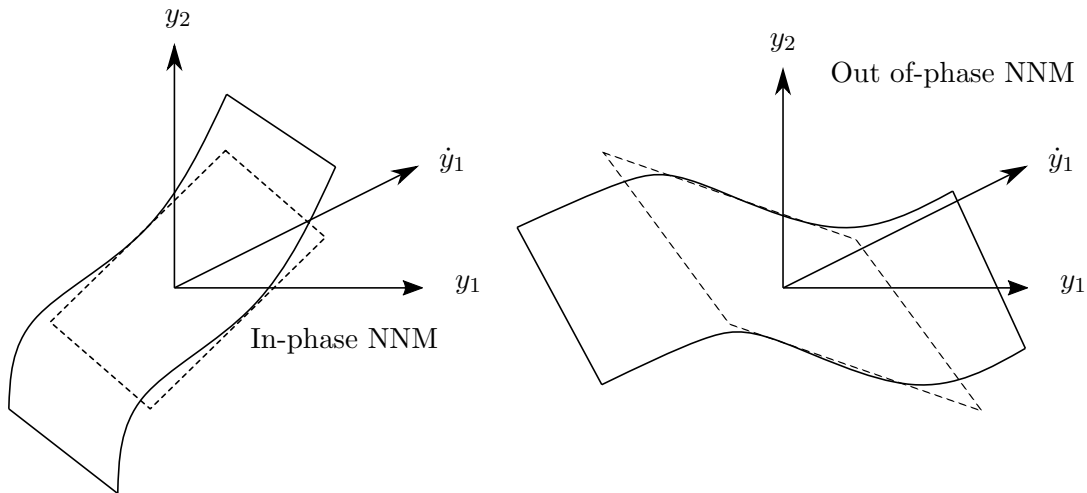 y₂
ẏ₁
y₁
In-phase NNM
y₂
Out of-phase NNM
ẏ₁
y₁